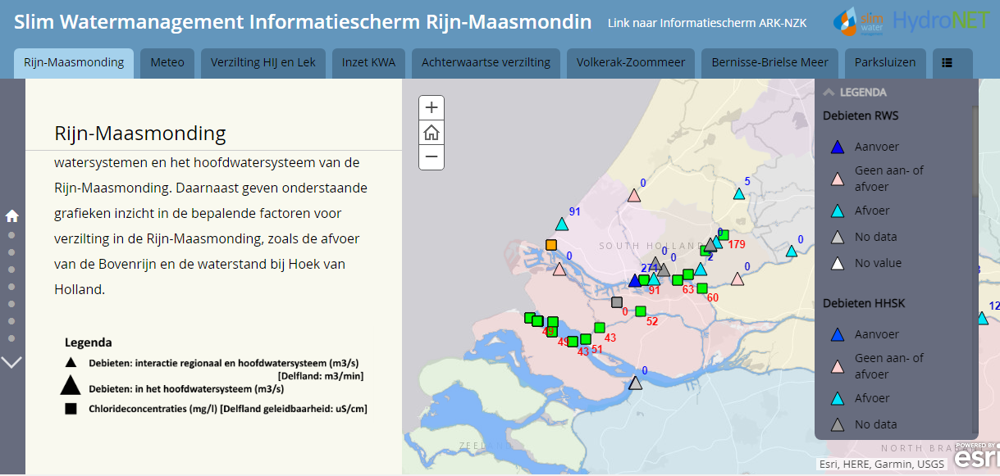 Slim Watermanagement Informatiescherm Rijn-Maasmondin
Link naar Informatiescherm ARK-NZK
slim
water
management
HydroNET
Rijn-Maasmonding
Meteo
Verzilting HIJ en Lek
Inzet KWA
Achterwaartse verzilting
Volkerak-Zoommeer
Bernisse-Brielse Meer
Parksluizen
Rijn-Maasmonding
watersystemen en het hoofdwatersysteem van de
Rijn-Maasmonding. Daarnaast geven onderstaande
grafieken inzicht in de bepalende factoren voor
verzilting in de Rijn-Maasmonding, zoals de afvoer
van de Bovenrijn en de waterstand bij Hoek van
Holland.
Legenda
Debieten: interactie regionaal en hoofdwatersysteem (m3/s)
[Delfland: m3/min]
Debieten: in het hoofdwatersysteem (m3/s)
Chlorideconcentraties (mg/l) [Delfland geleidbaarheid: uS/cm]
+
−
0
5
91
0
SOUTH HOLLAND
0
179
0
0
0
2
0
271
91
63
60
0
52
43
49
49
43
51
0
12
ZEELAND
NORTH BRABAN
LEGENDA
Debieten RWS
Aanvoer
Geen aan- of
afvoer
Afvoer
No data
No value
Debieten HHSK
Aanvoer
Geen aan- of
afvoer
Afvoer
No data
Esri, HERE, Garmin, USGS
POWERED BY
esri